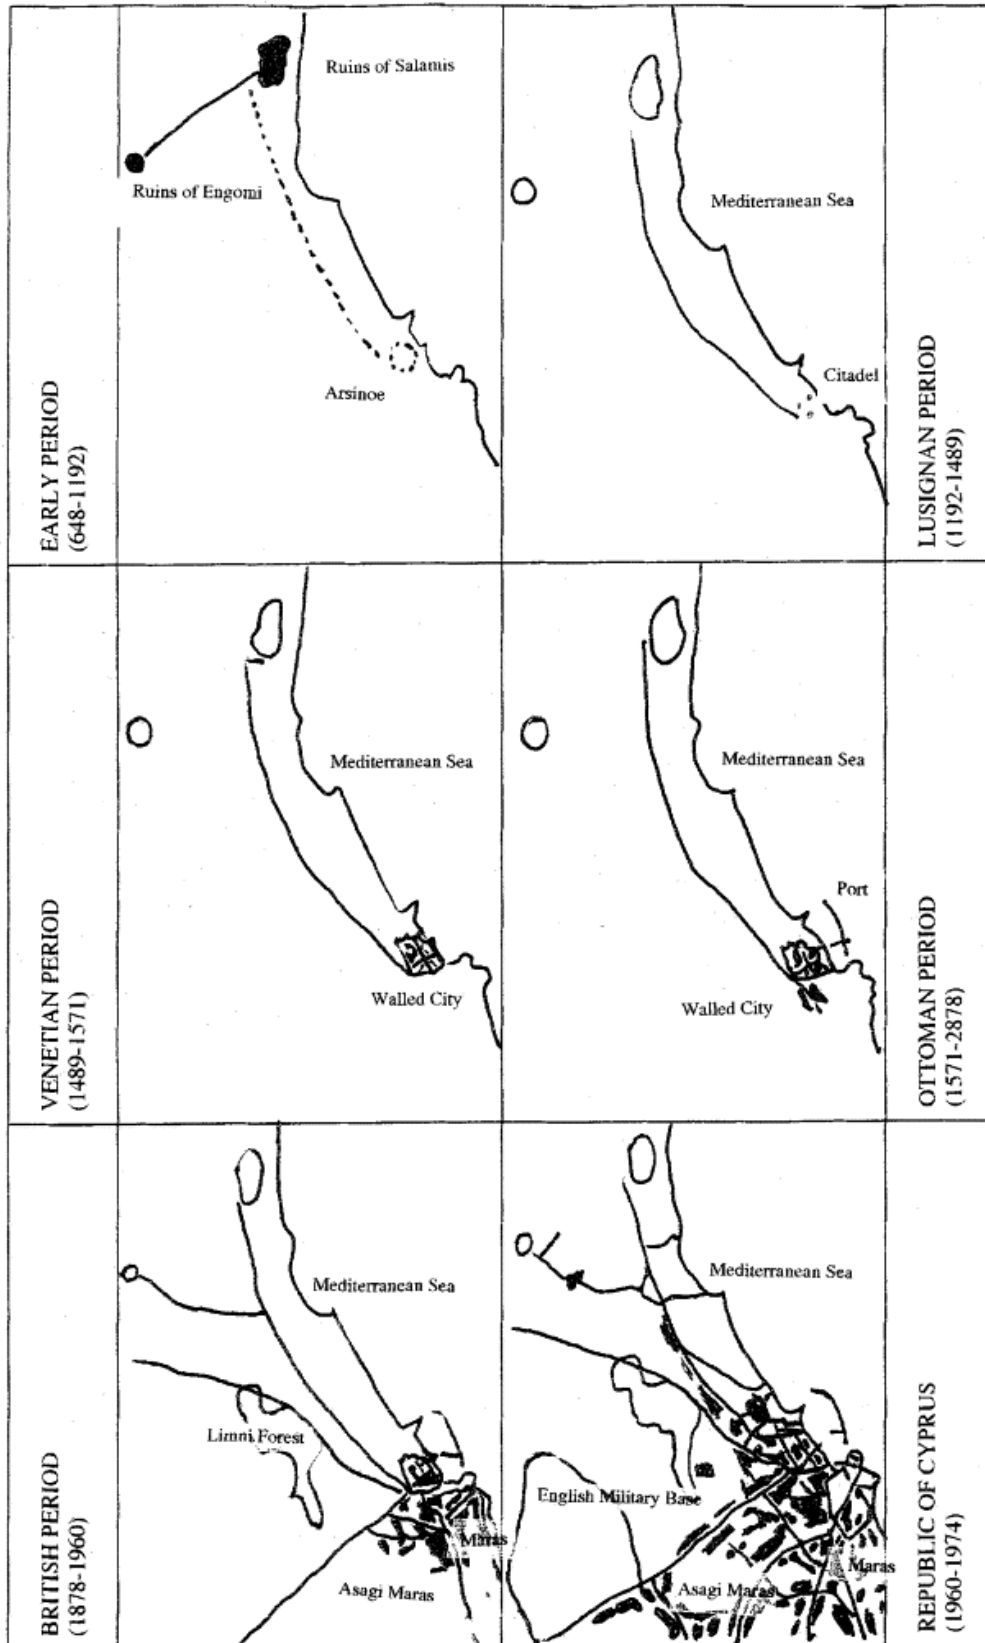 EARLY PERIOD
(648-1192)
Ruins of Salamis
Ruins of Engomi
Arsinoe
LUSIGNAN PERIOD
(1192-1489)
Mediterranean Sea
Citadel
VENETIAN PERIOD
(1489-1571)
Mediterranean Sea
Walled City
OTTOMAN PERIOD
(1571-2878)
Mediterranean Sea
Port
Walled City
BRITISH PERIOD
(1878-1960)
Mediterranean Sea
Limni Forest
Maras
Asagi Maras
REPUBLIC OF CYPRUS
(1960-1974)
Mediterranean Sea
English Military Base
Maras
Asagi Maras